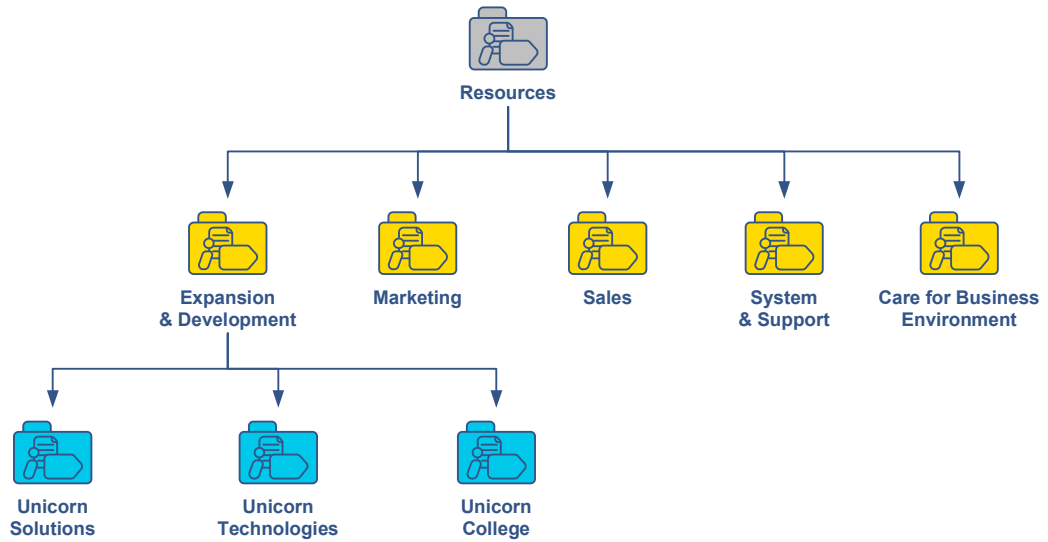 Resources
Expansion
& Development
Marketing
Sales
System
& Support
Care for Business
Environment
Unicorn
Solutions
Unicorn
Technologies
Unicorn
College